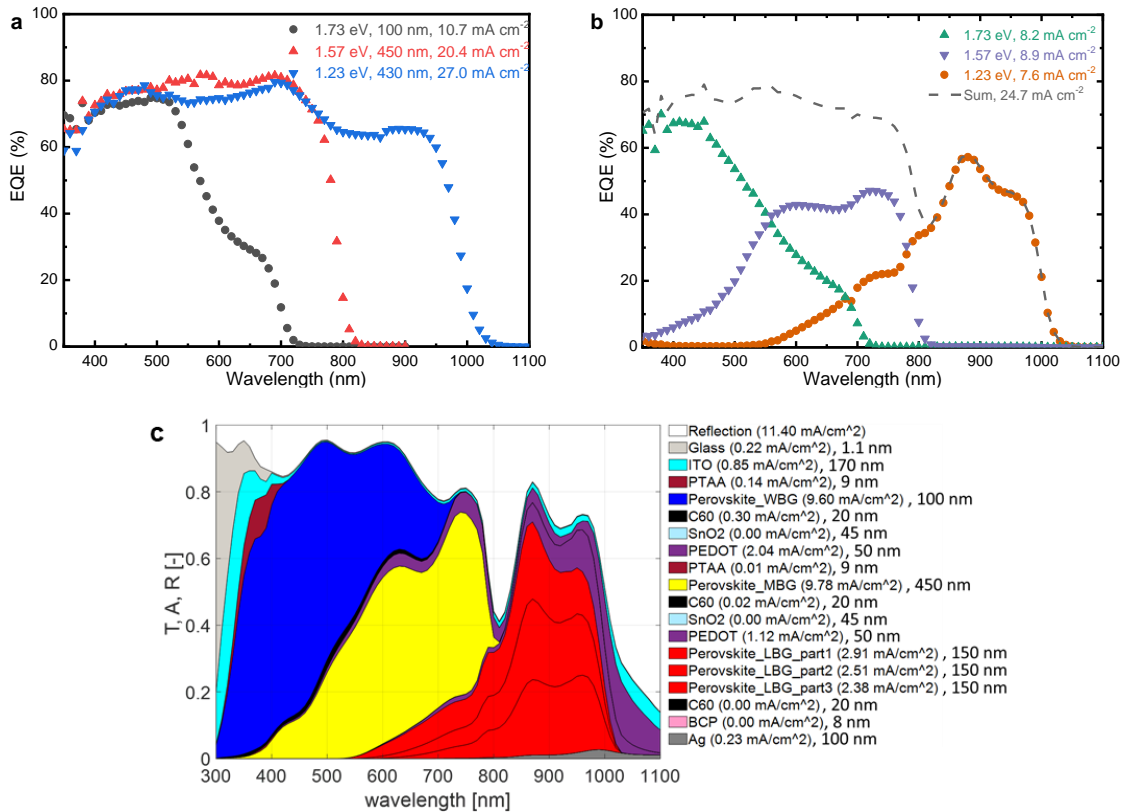 a
1.73 eV, 100 nm, 10.7 mA cm-2
1.57 eV, 450 nm, 20.4 mA cm-2
1.23 eV, 430 nm, 27.0 mA cm-2
100
80
60
40
20
0
EQE (%)
400 500 600 700 800 900 1000 1100
Wavelength (nm)
b
1.73 eV, 8.2 mA cm-2
1.57 eV, 8.9 mA cm-2
1.23 eV, 7.6 mA cm-2
Sum, 24.7 mA cm-2
100
80
60
40
20
0
EQE (%)
400 500 600 700 800 900 1000 1100
Wavelength (nm)
c
1
0.8
0.6
0.4
0.2
0
T, A, R [-]
300 400 500 600 700 800 900 1000 1100
wavelength [nm]
Reflection (11.40 mA/cm^2)
Glass (0.22 mA/cm^2), 1.1 nm
ITO (0.85 mA/cm^2), 170 nm
PTAA (0.14 mA/cm^2), 9 nm
Perovskite_WBG (9.60 mA/cm^2), 100 nm
C60 (0.30 mA/cm^2), 20 nm
SnO2 (0.00 mA/cm^2), 45 nm
PEDOT (2.04 mA/cm^2), 50 nm
PTAA (0.01 mA/cm^2), 9 nm
Perovskite_MBG (9.78 mA/cm^2), 450 nm
C60 (0.02 mA/cm^2), 20 nm
SnO2 (0.00 mA/cm^2), 45 nm
PEDOT (1.12 mA/cm^2), 50 nm
Perovskite_LBG_part1 (2.91 mA/cm^2), 150 nm
Perovskite_LBG_part2 (2.51 mA/cm^2), 150 nm
Perovskite_LBG_part3 (2.38 mA/cm^2), 150 nm
C60 (0.00 mA/cm^2), 20 nm
BCP (0.00 mA/cm^2), 8 nm
Ag (0.23 mA/cm^2), 100 nm